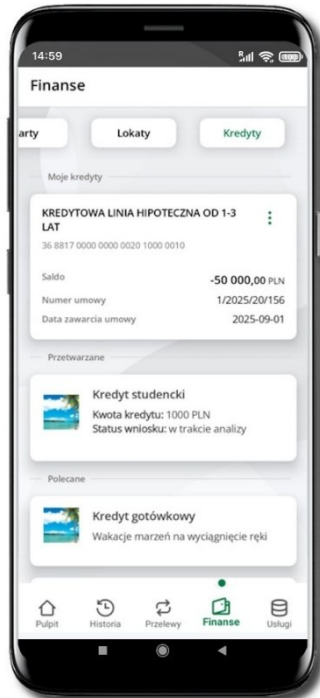 14:59
Finanse
arty
Lokaty
Kredyty
Moje kredyty
KREDYTOWA LINIA HIPOTECZNA OD 1-3
LAT
36 8817 0000 0000 0020 1000 0010
Saldo -50 000,00 PLN
Numer umowy 1/2025/20/156
Data zawarcia umowy 2025-09-01
Przetwarzane
Kredyt studencki
Kwota kredytu: 1000 PLN
Status wniosku: w trakcie analizy
Polecane
Kredyt gotówkowy
Wakacje marzeń na wyciągnięcie ręki
Pulpit Historia Przelewy Finanse Usługi